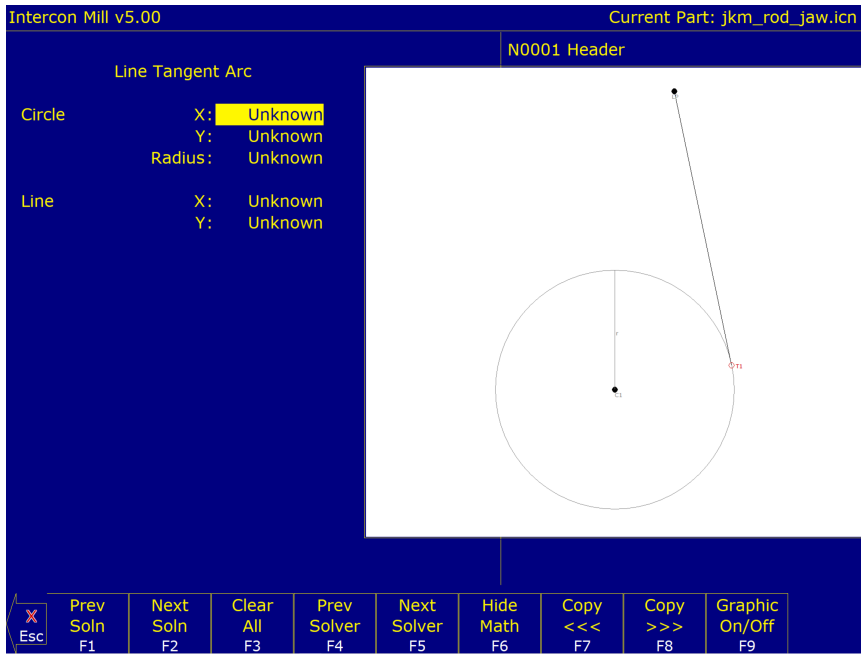 Intercon Mill v5.00 Current Part: jkm_rod_jaw.icn
N0001 Header
Line Tangent Arc
Circle X: Unknown
Y: Unknown
Radius: Unknown
Line X: Unknown
Y: Unknown
r
C1
T1
X Esc
Prev Soln F1
Next Soln F2
Clear All F3
Prev Solver F4
Next Solver F5
Hide Math F6
Copy <<< F7
Copy >>> F8
Graphic On/Off F9